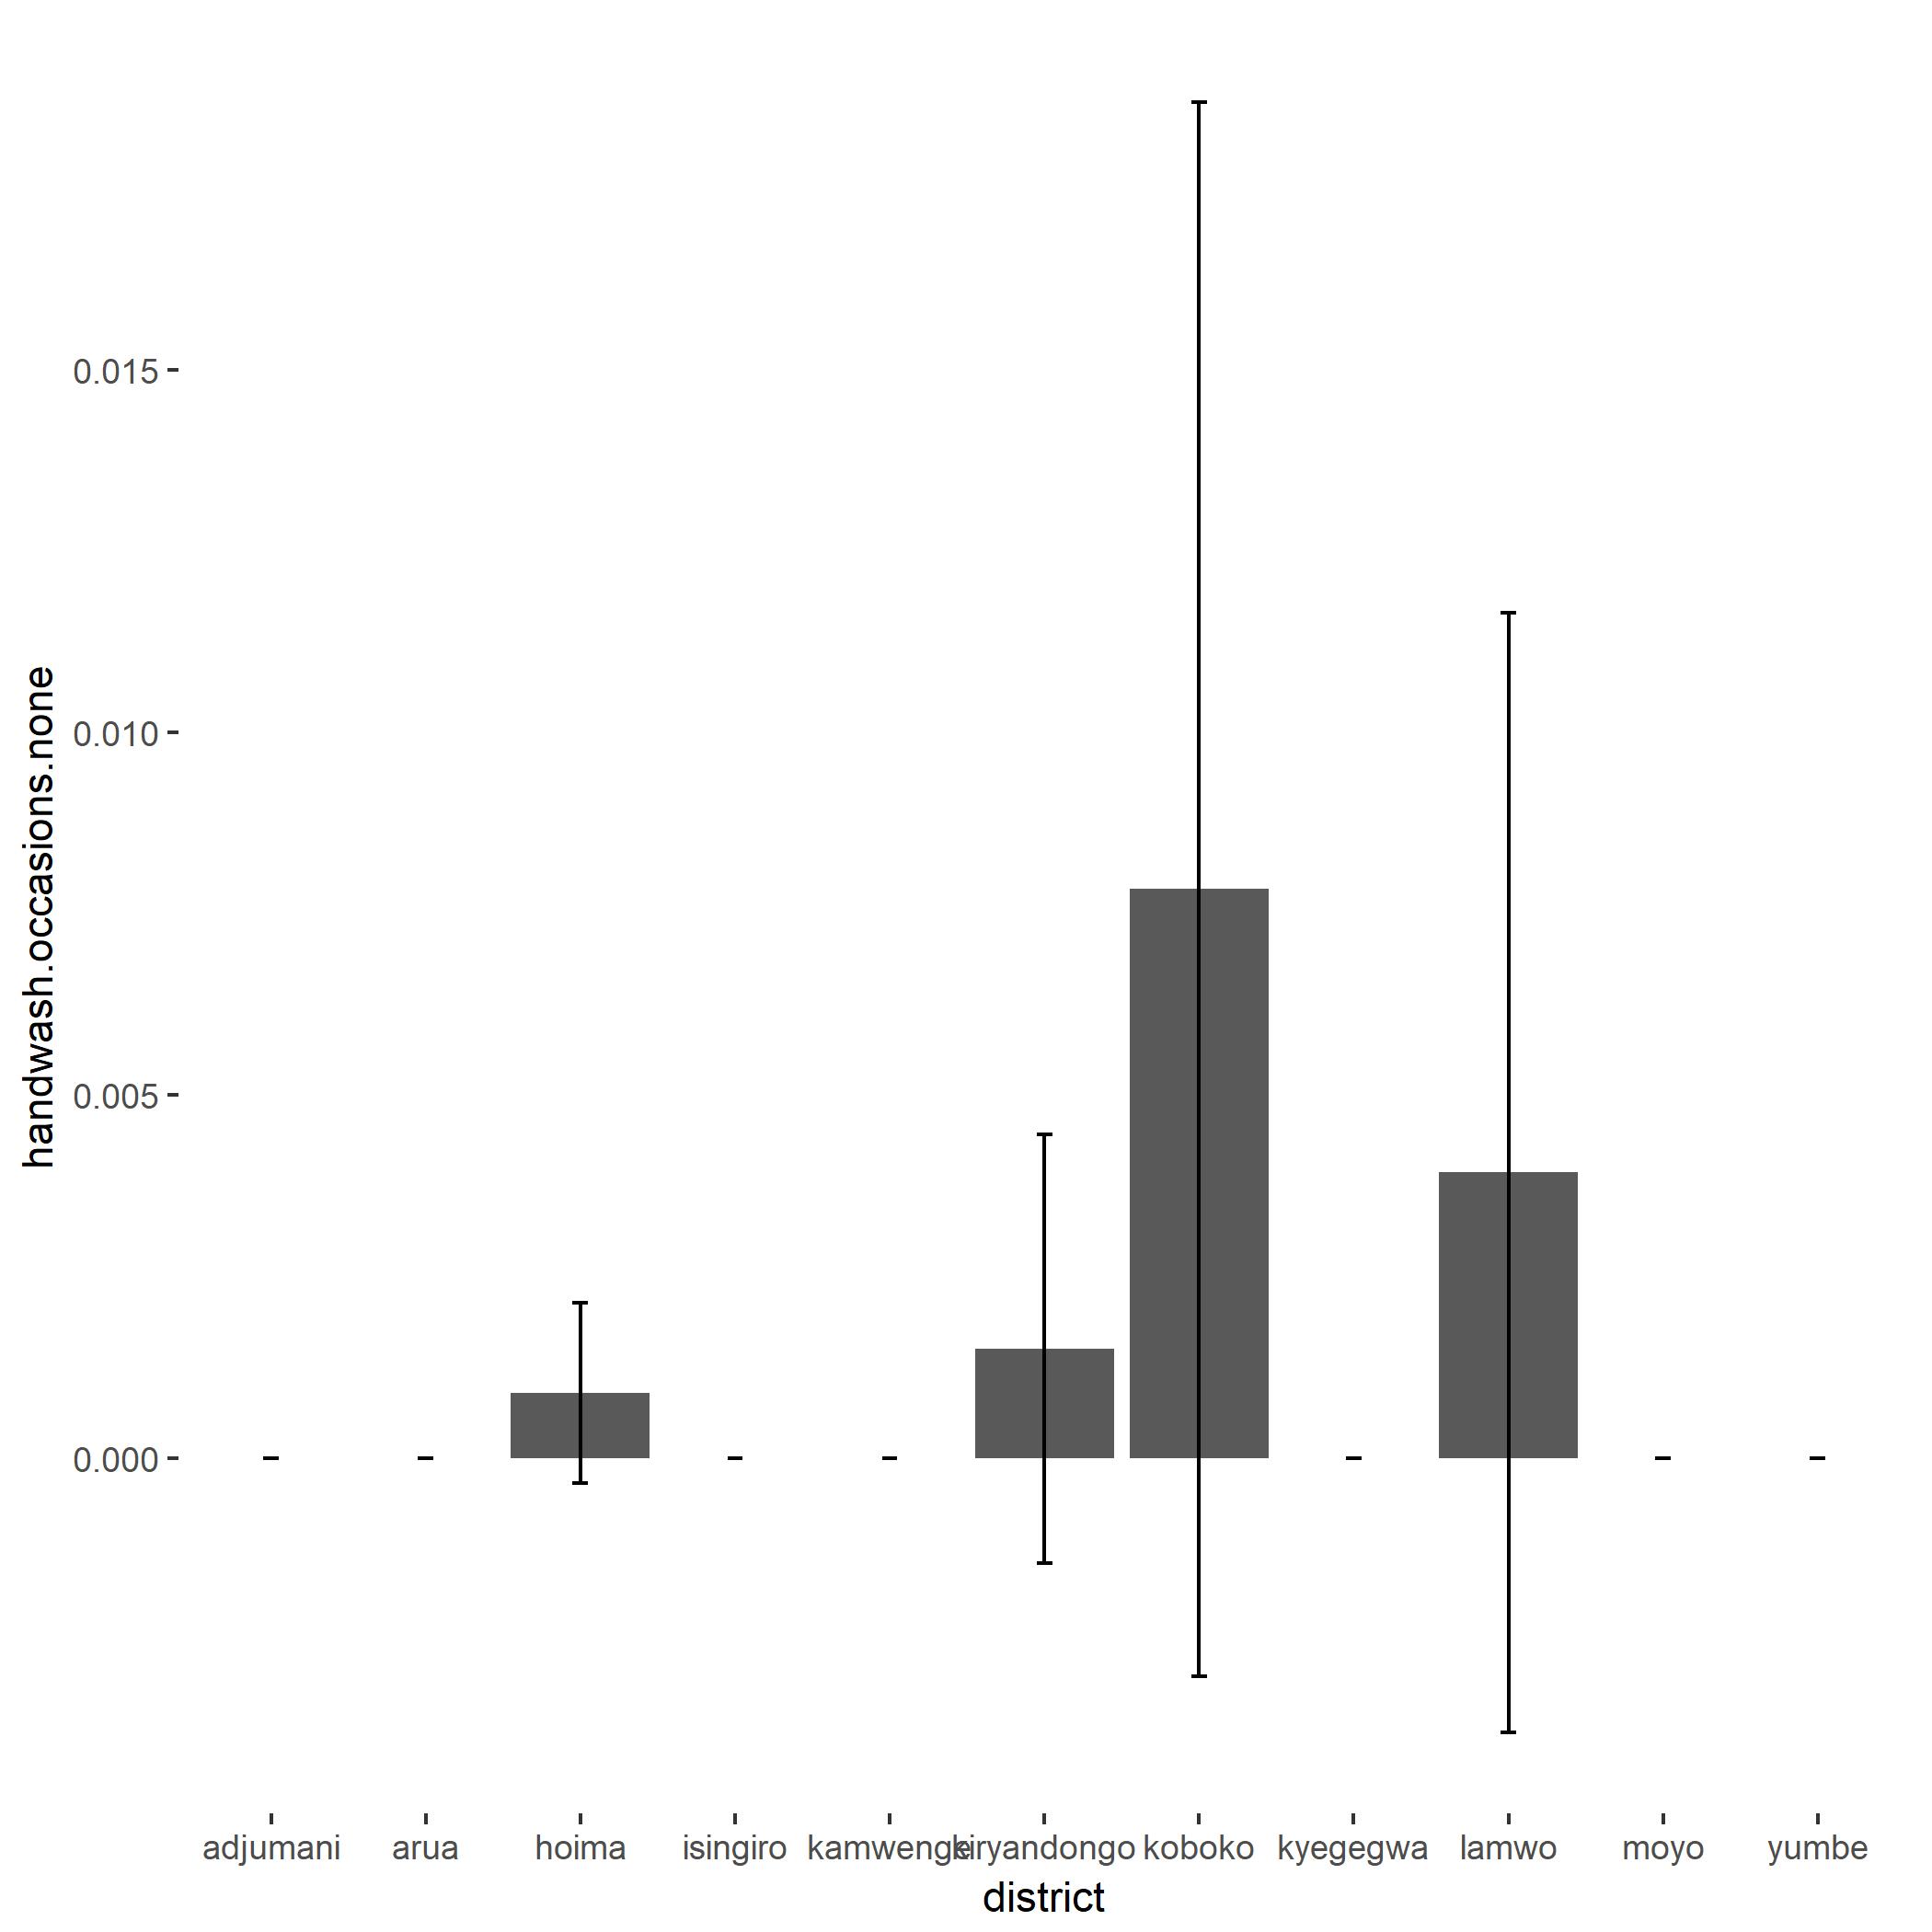 handwash.occasions.none
0.015
0.010
0.005
0.000
adjumani arua hoima isingiro kamwenge kiryandongo koboko kyegegwa lamwo moyo yumbe
district